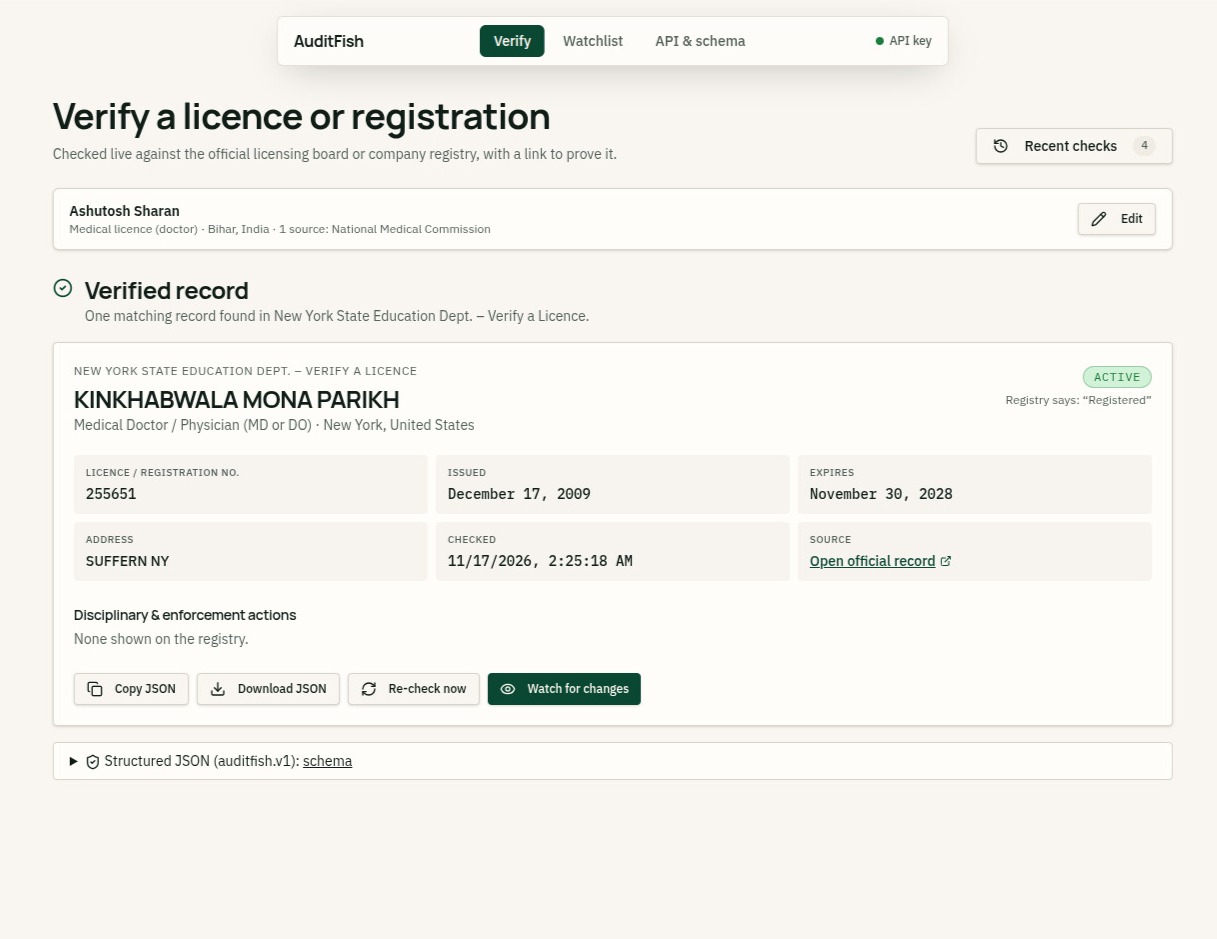 AuditFish
Verify
Watchlist
API & schema
API key
Verify a licence or registration
Checked live against the official licensing board or company registry, with a link to prove it.
Recent checks 4
Ashutosh Sharan
Medical licence (doctor) · Bihar, India · 1 source: National Medical Commission
Edit
Verified record
One matching record found in New York State Education Dept. – Verify a Licence.
NEW YORK STATE EDUCATION DEPT. – VERIFY A LICENCE
ACTIVE
KINKHABWALA MONA PARIKH
Registry says: “Registered”
Medical Doctor / Physician (MD or DO) · New York, United States
LICENCE / REGISTRATION NO.
255651
ISSUED
December 17, 2009
EXPIRES
November 30, 2028
ADDRESS
SUFFERN NY
CHECKED
11/17/2026, 2:25:18 AM
SOURCE
Open official record
Disciplinary & enforcement actions
None shown on the registry.
Copy JSON
Download JSON
Re-check now
Watch for changes
Structured JSON (auditfish.v1): schema